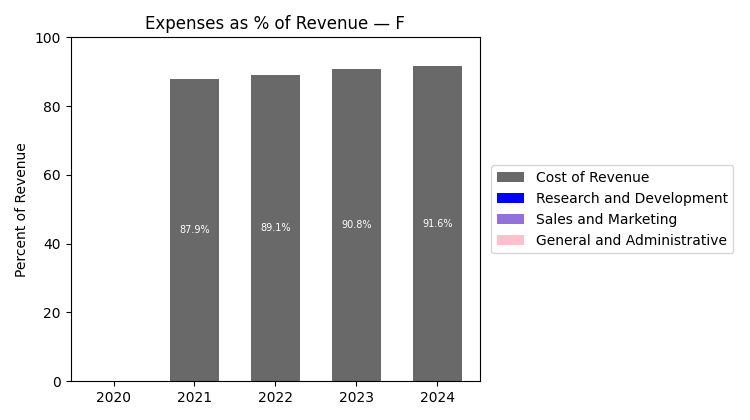 Expenses as % of Revenue — F
Percent of Revenue
100
80
60
40
20
0
87.9%
89.1%
90.8%
91.6%
2020
2021
2022
2023
2024
Cost of Revenue
Research and Development
Sales and Marketing
General and Administrative